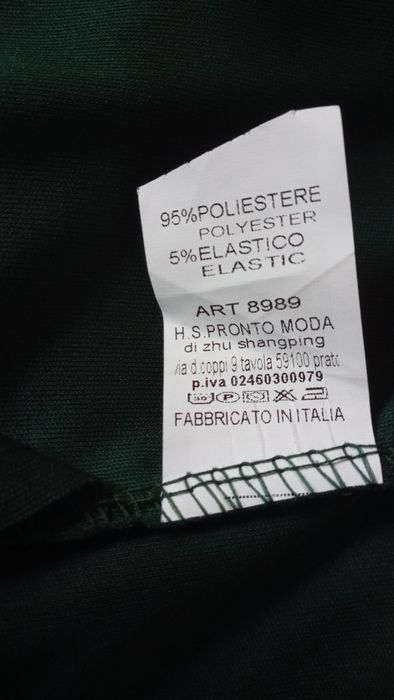 95%POLIESTERE
POLYESTER
5%ELASTICO
ELASTIC
ART 8989
H.S.PRONTO MODA
di zhu shangping
via d.coppi 9 tavola 59100 prato
p.iva 02460300979
30 P
FABBRICATO IN ITALIA